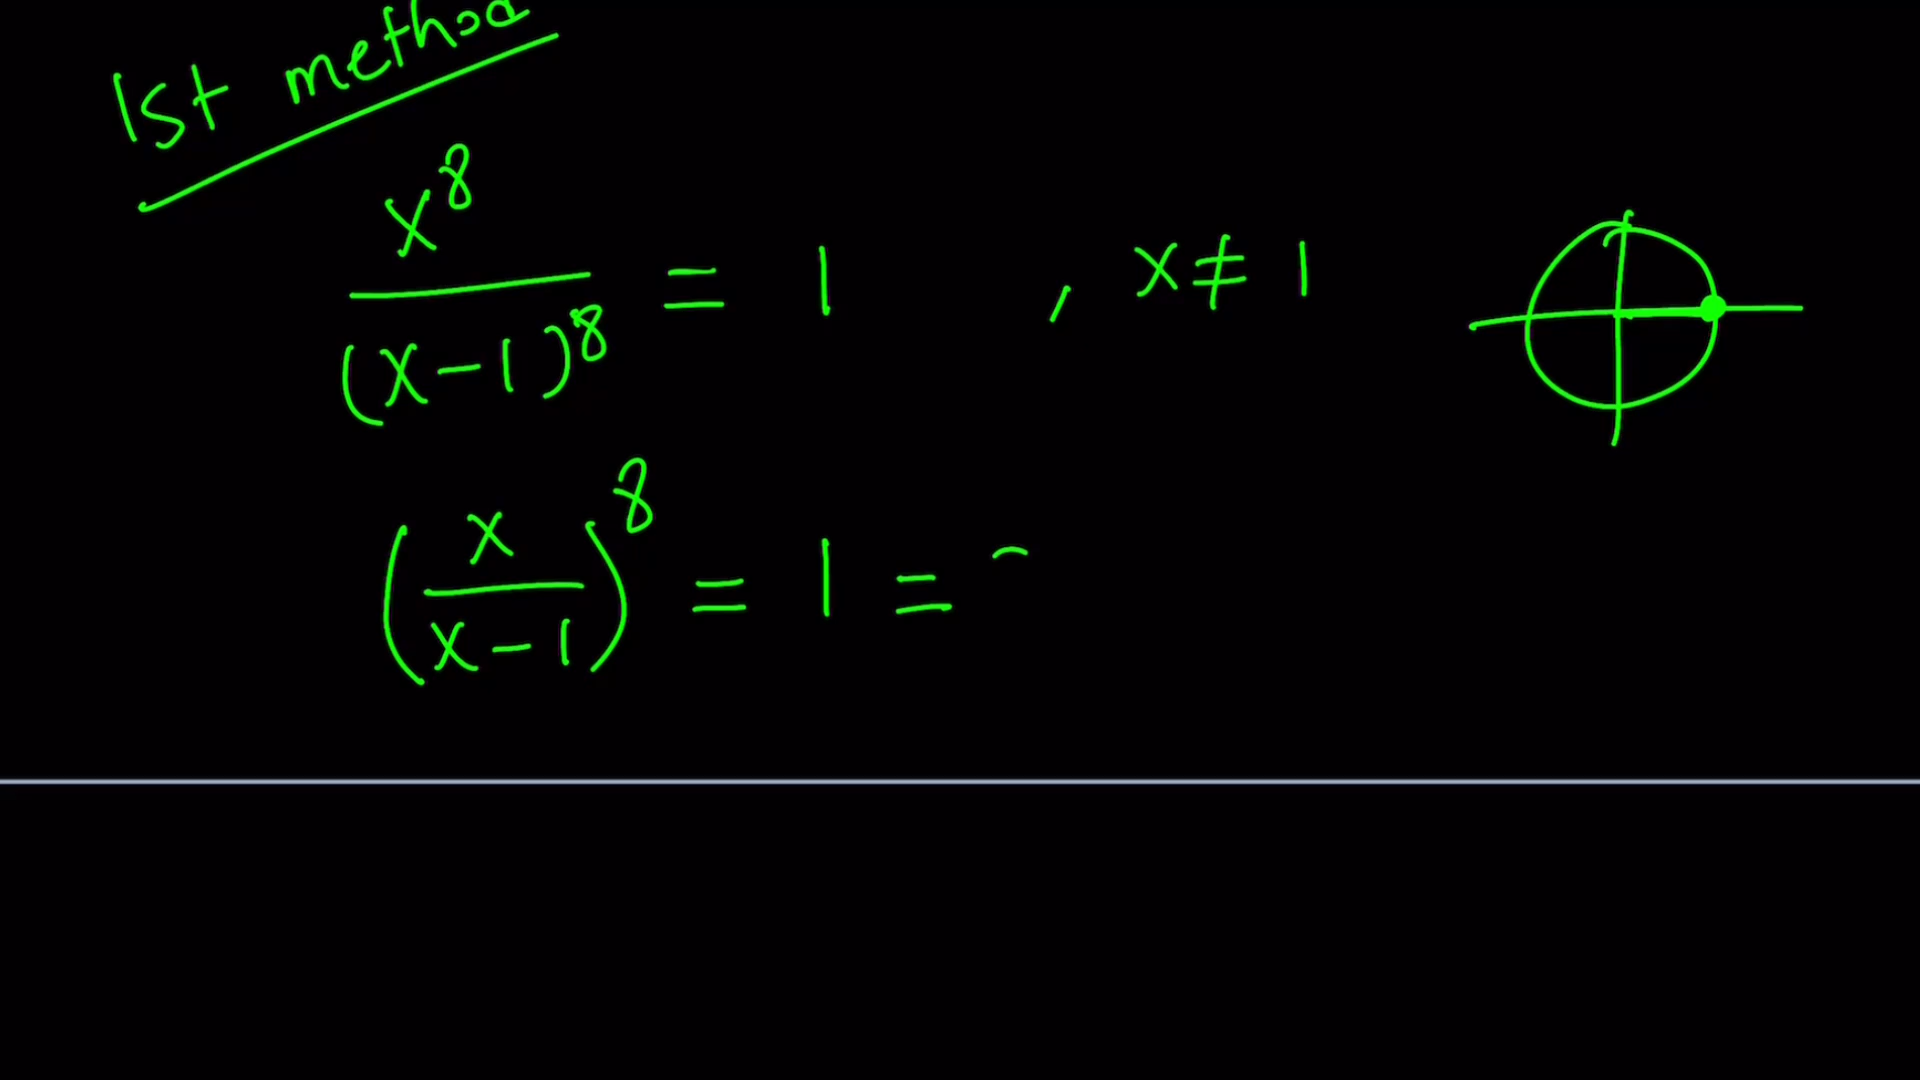 1st method
x^8 / (x-1)^8 = 1 , x ≠ 1
(x / x-1)^8 = 1 =